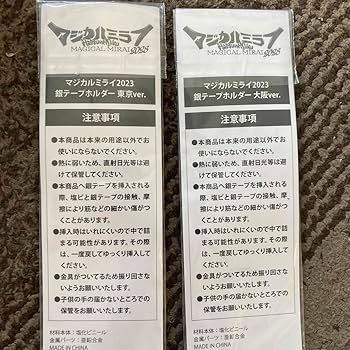 マジカルミライ
MAGICAL MIRAI 2023
マジカルミライ2023
銀テープホルダー 東京ver.
注意事項
●本商品は本来の用途以外でお
使いにならないでください。
●熱に弱いため、直射日光等は避
けて保管してください。
●本商品へ銀テープを挿入される
際、塩ビと銀テープの接触、摩
擦により筋などの細かい傷がつ
くことがあります。
●挿入時はいれにくいので中で詰
まる可能性があります。その際
は、一度戻してゆっくり挿入して
ください。
●金具がついてるため振り回さな
いようお願いします。
●子供の手の届かないところでの
保管をお願いいたします。
材料本体：塩化ビニール
金属パーツ：亜鉛合金
MADE IN CHINA
マジカルミライ
MAGICAL MIRAI 2023
マジカルミライ2023
銀テープホルダー 大阪ver.
注意事項
●本商品は本来の用途以外でお
使いにならないでください。
●熱に弱いため、直射日光等は避
けて保管してください。
●本商品へ銀テープを挿入される
際、塩ビと銀テープの接触、摩
擦により筋などの細かい傷がつ
くことがあります。
●挿入時はいれにくいので中で詰
まる可能性があります。その際
は、一度戻してゆっくり挿入して
ください。
●金具がついてるため振り回さな
いようお願いします。
●子供の手の届かないところでの
保管をお願いいたします。
材料本体：塩化ビニール
金属パーツ：亜鉛合金
MADE IN CHINA